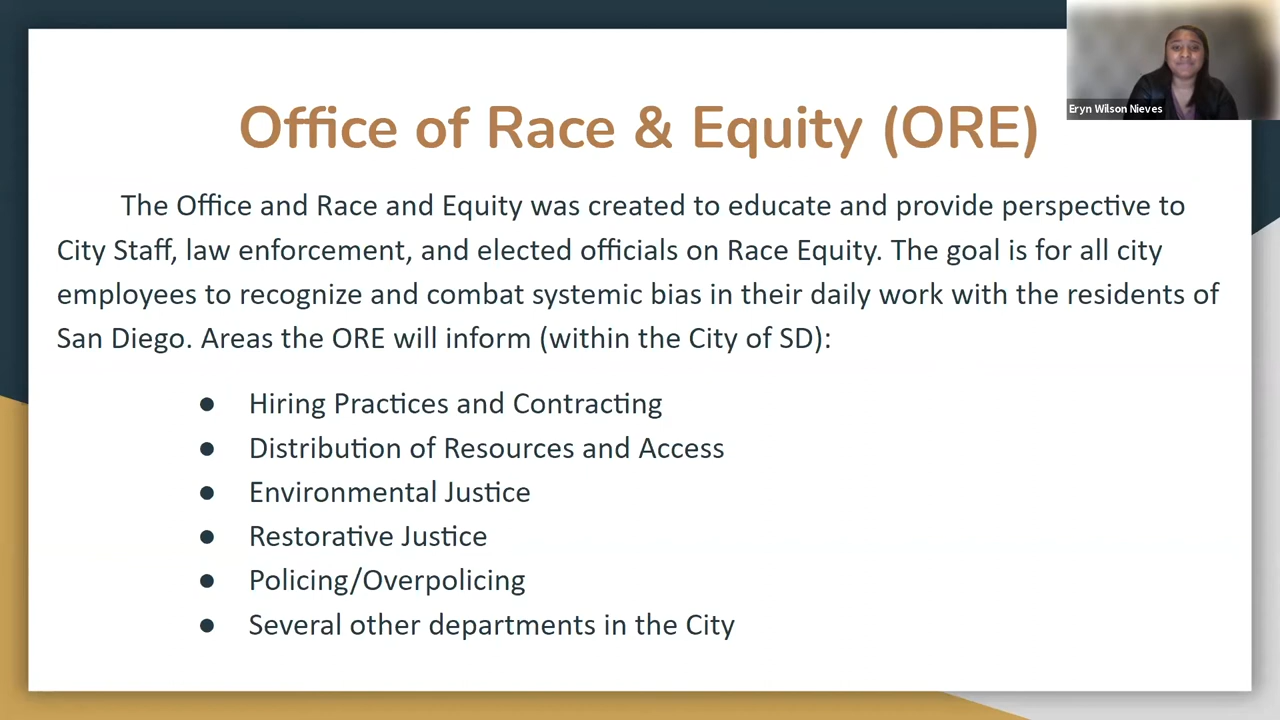 Eryn Wilson Nieves
Office of Race & Equity (ORE)
The Office and Race and Equity was created to educate and provide perspective to
City Staff, law enforcement, and elected officials on Race Equity. The goal is for all city
employees to recognize and combat systemic bias in their daily work with the residents of
San Diego. Areas the ORE will inform (within the City of SD):
● Hiring Practices and Contracting
● Distribution of Resources and Access
● Environmental Justice
● Restorative Justice
● Policing/Overpolicing
● Several other departments in the City